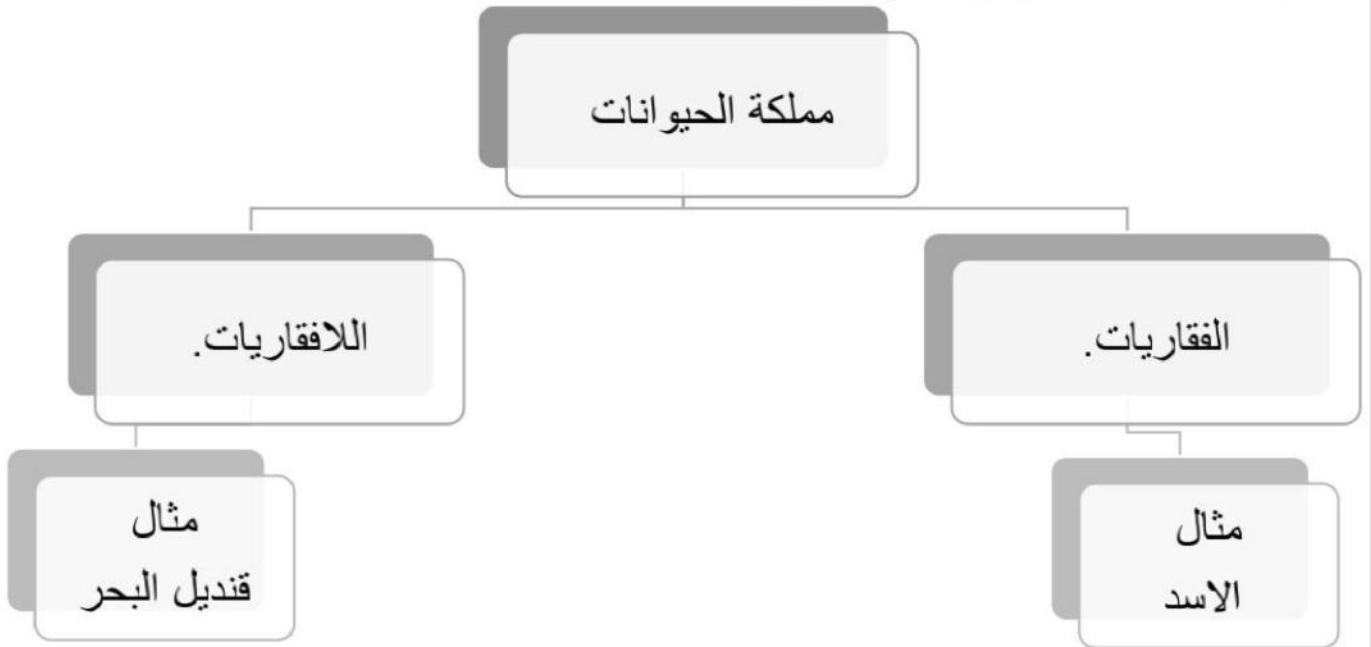 مملكة الحيوانات
الفقاريات.
اللافقاريات.
مثال
الاسد
مثال
قنديل البحر